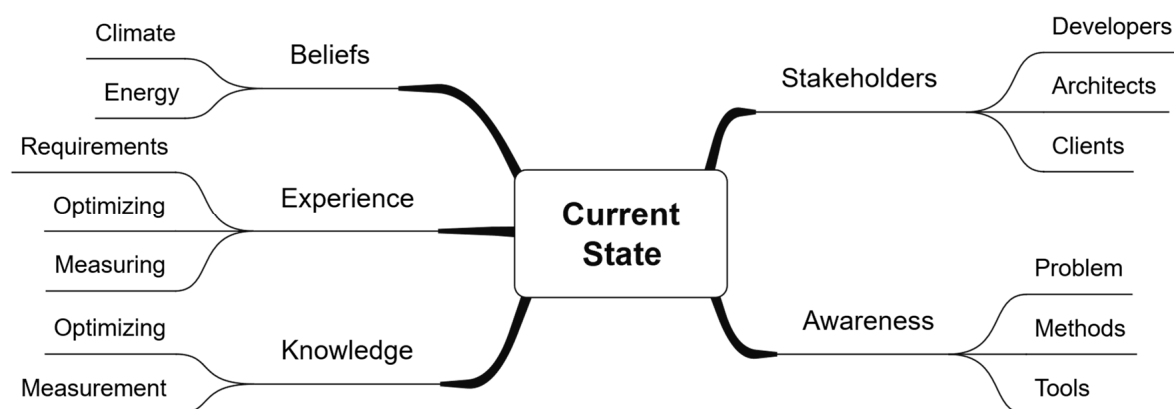 Climate
Beliefs
Energy
Requirements
Experience
Optimizing
Measuring
Optimizing
Knowledge
Measurement
Current
State
Stakeholders
Developers
Architects
Clients
Awareness
Problem
Methods
Tools